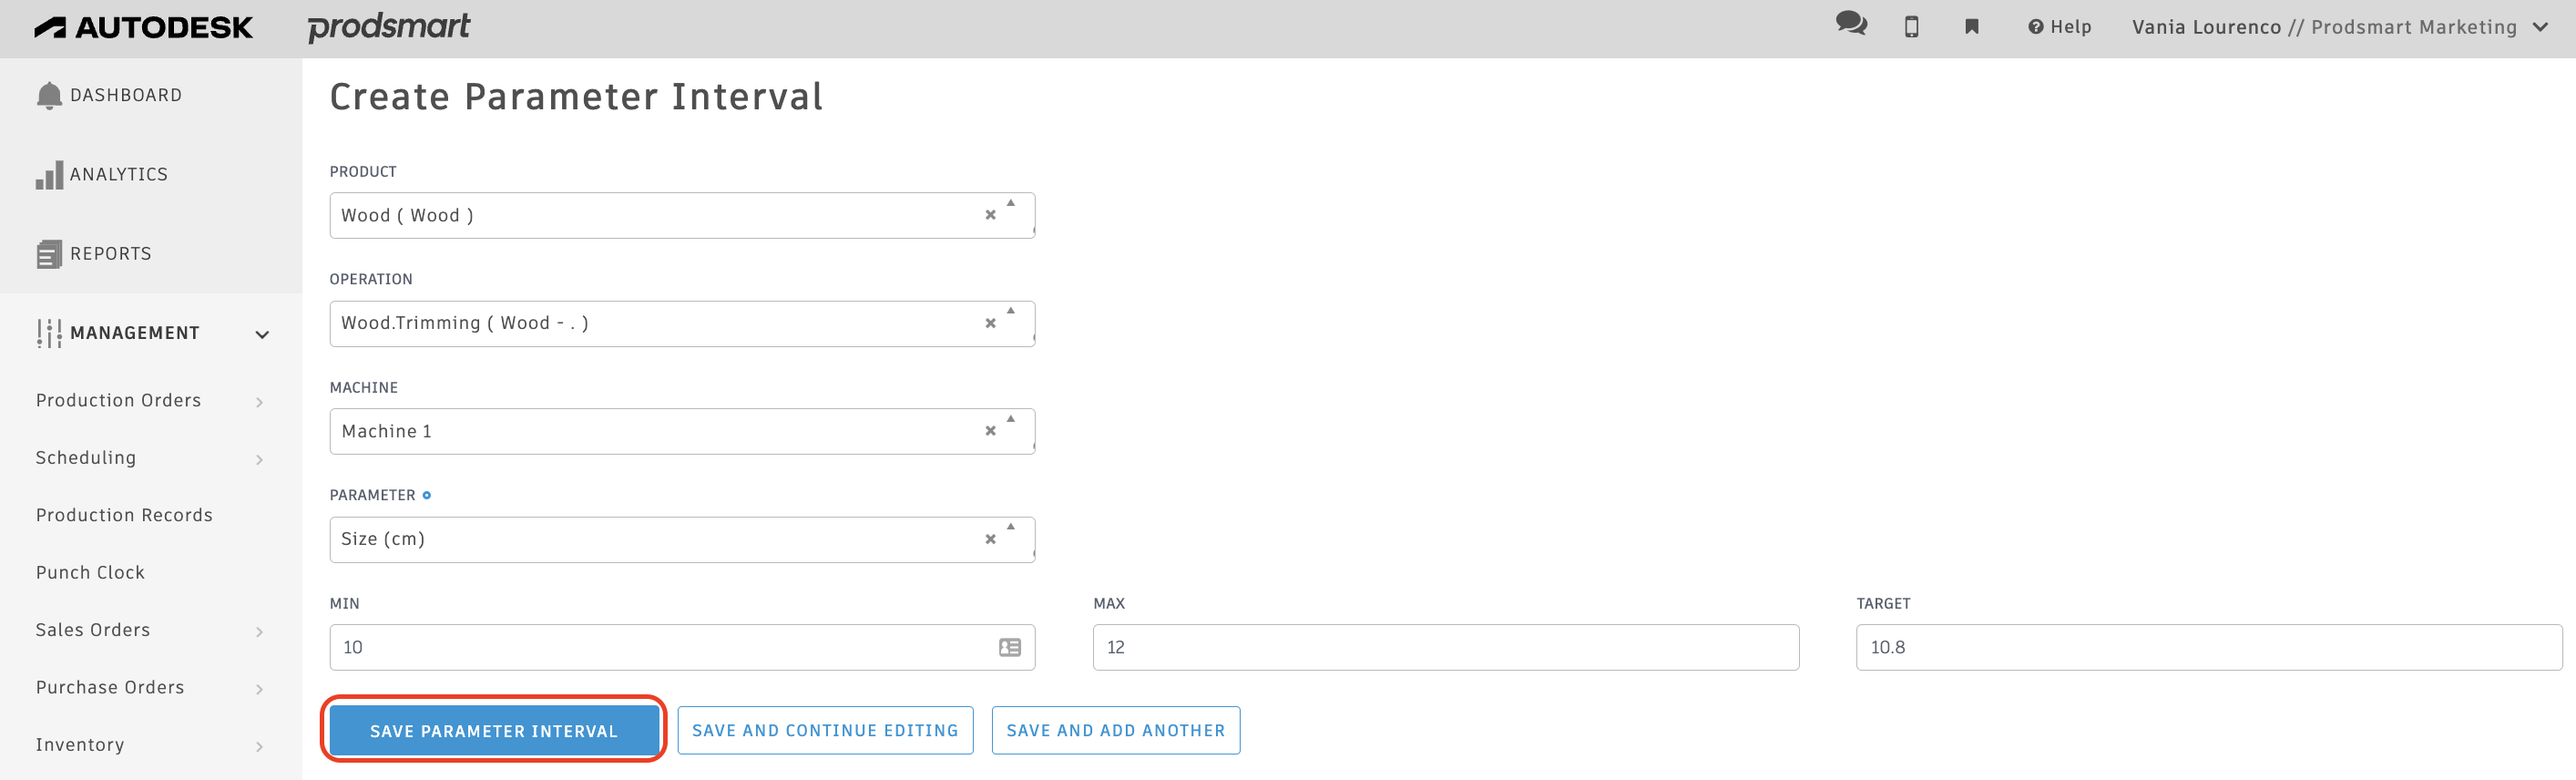 AUTODESK prodsmart Help Vania Lourenco // Prodsmart Marketing
DASHBOARD
ANALYTICS
REPORTS
MANAGEMENT
Production Orders
Scheduling
Production Records
Punch Clock
Sales Orders
Purchase Orders
Inventory
Create Parameter Interval
PRODUCT
Wood ( Wood )
OPERATION
Wood.Trimming ( Wood - . )
MACHINE
Machine 1
PARAMETER
Size (cm)
MIN MAX TARGET
10 12 10.8
SAVE PARAMETER INTERVAL SAVE AND CONTINUE EDITING SAVE AND ADD ANOTHER